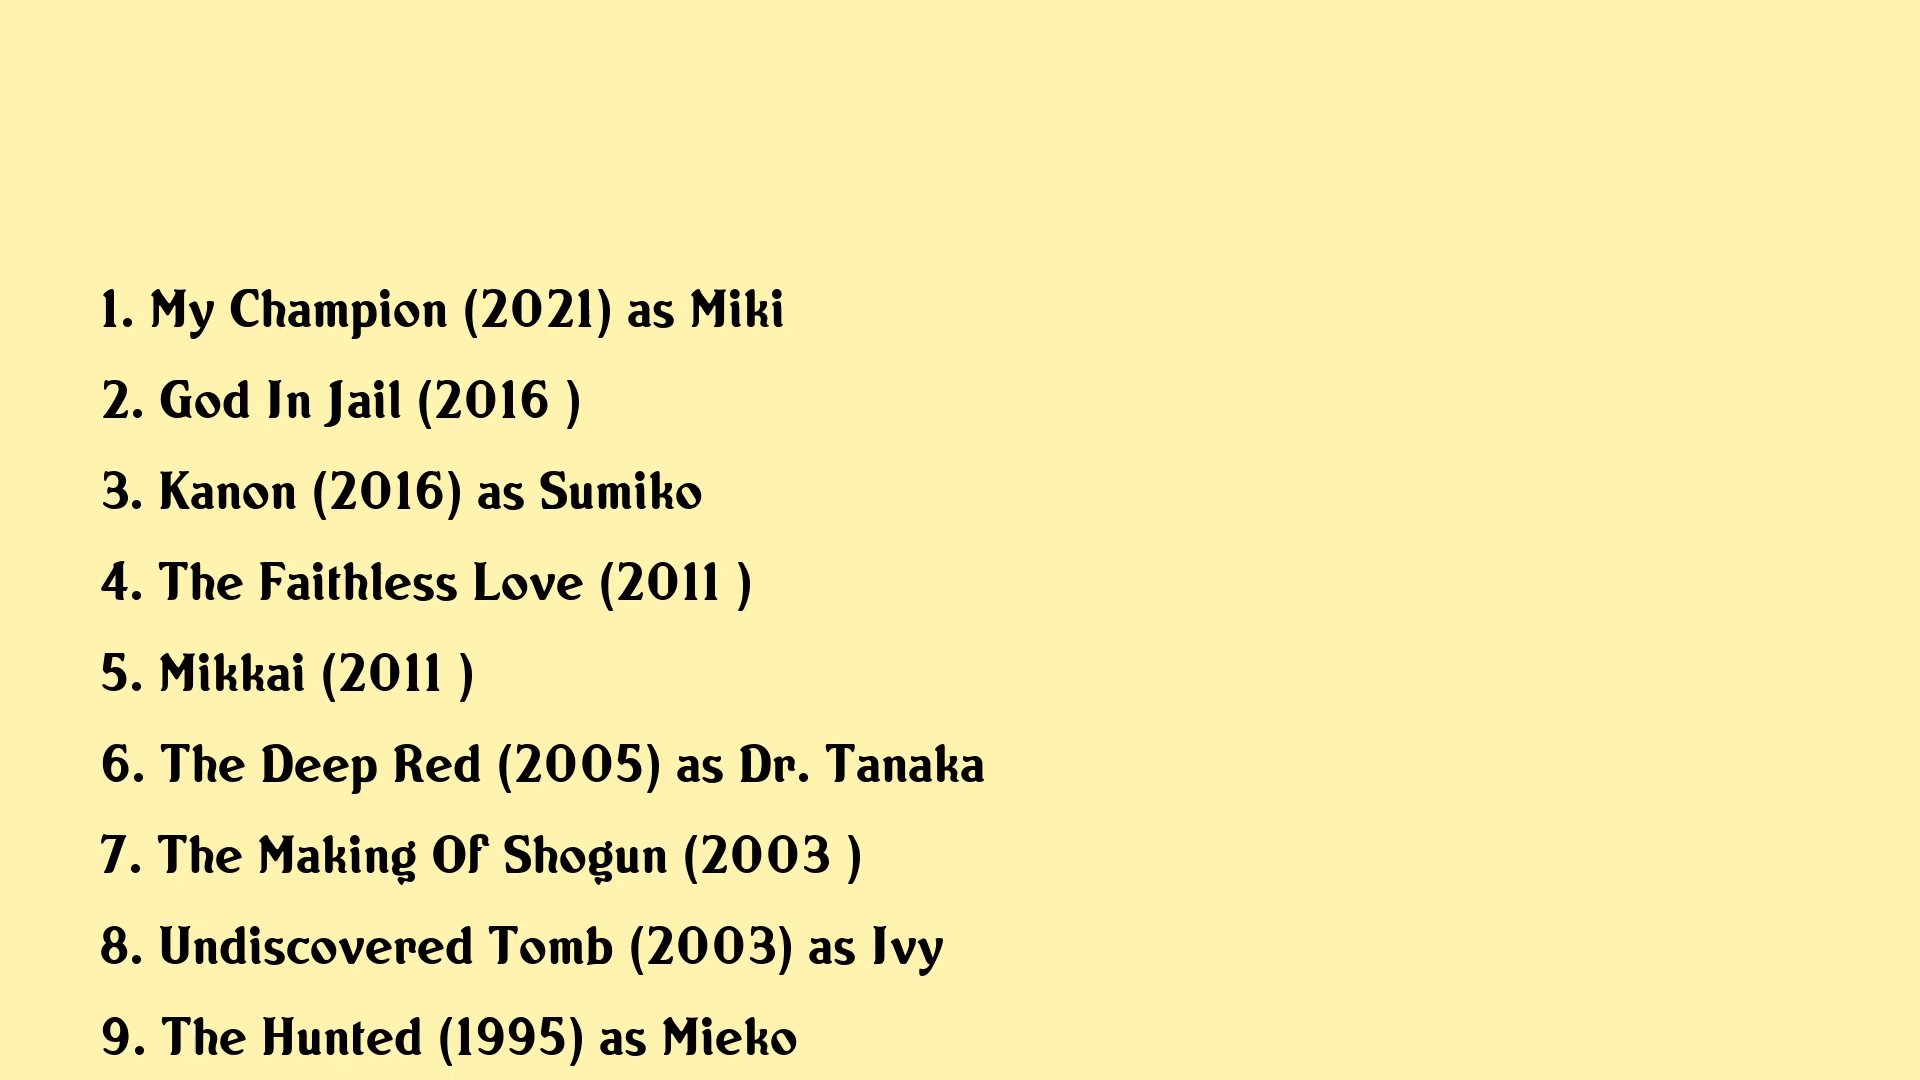 1. My Champion (2021) as Miki
2. God In Jail (2016 )
3. Kanon (2016) as Sumiko
4. The Faithless Love (2011 )
5. Mikkai (2011 )
6. The Deep Red (2005) as Dr. Tanaka
7. The Making Of Shogun (2003 )
8. Undiscovered Tomb (2003) as Ivy
9. The Hunted (1995) as Mieko